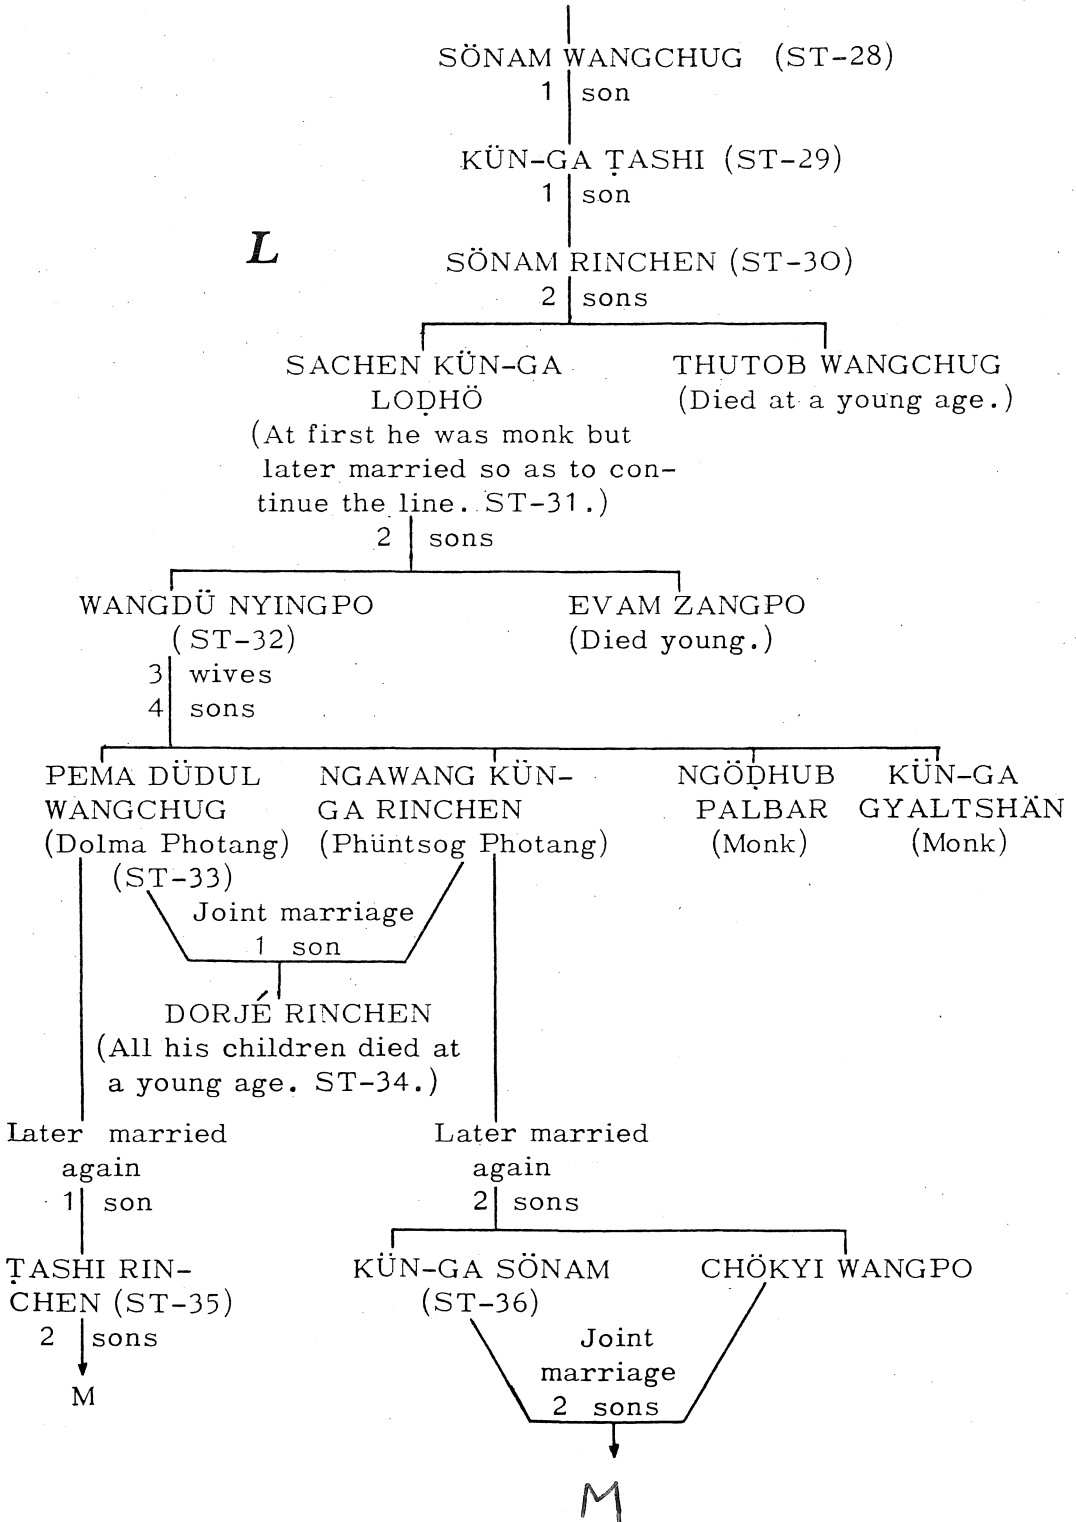 SÖNAM WANGCHUG (ST-28)
1 son
KÜN-GA ṬASHI (ST-29)
1 son
L
SÖNAM RINCHEN (ST-30)
2 sons
SACHEN KÜN-GA
LOḌHÖ
(At first he was monk but
later married so as to con-
tinue the line. ST-31.)
THUTOB WANGCHUG
(Died at a young age.)
2 sons
WANGDÜ NYINGPO
(ST-32)
EVAM ZANGPO
(Died young.)
3 wives
4 sons
PEMA DÜDUL
WANGCHUG
(Dolma Photang)
(ST-33)
NGAWANG KÜN-
GA RINCHEN
(Phüntsog Photang)
NGÖḌHUB
PALBAR
(Monk)
KÜN-GA
GYALTSHÄN
(Monk)
Joint marriage
1 son
DORJÉ RINCHEN
(All his children died at
a young age. ST-34.)
Later married
again
1 son
Later married
again
2 sons
ṬASHI RIN-
CHEN (ST-35)
2 sons
M
KÜN-GA SÖNAM
(ST-36)
CHÖKYI WANGPO
Joint
marriage
2 sons
M